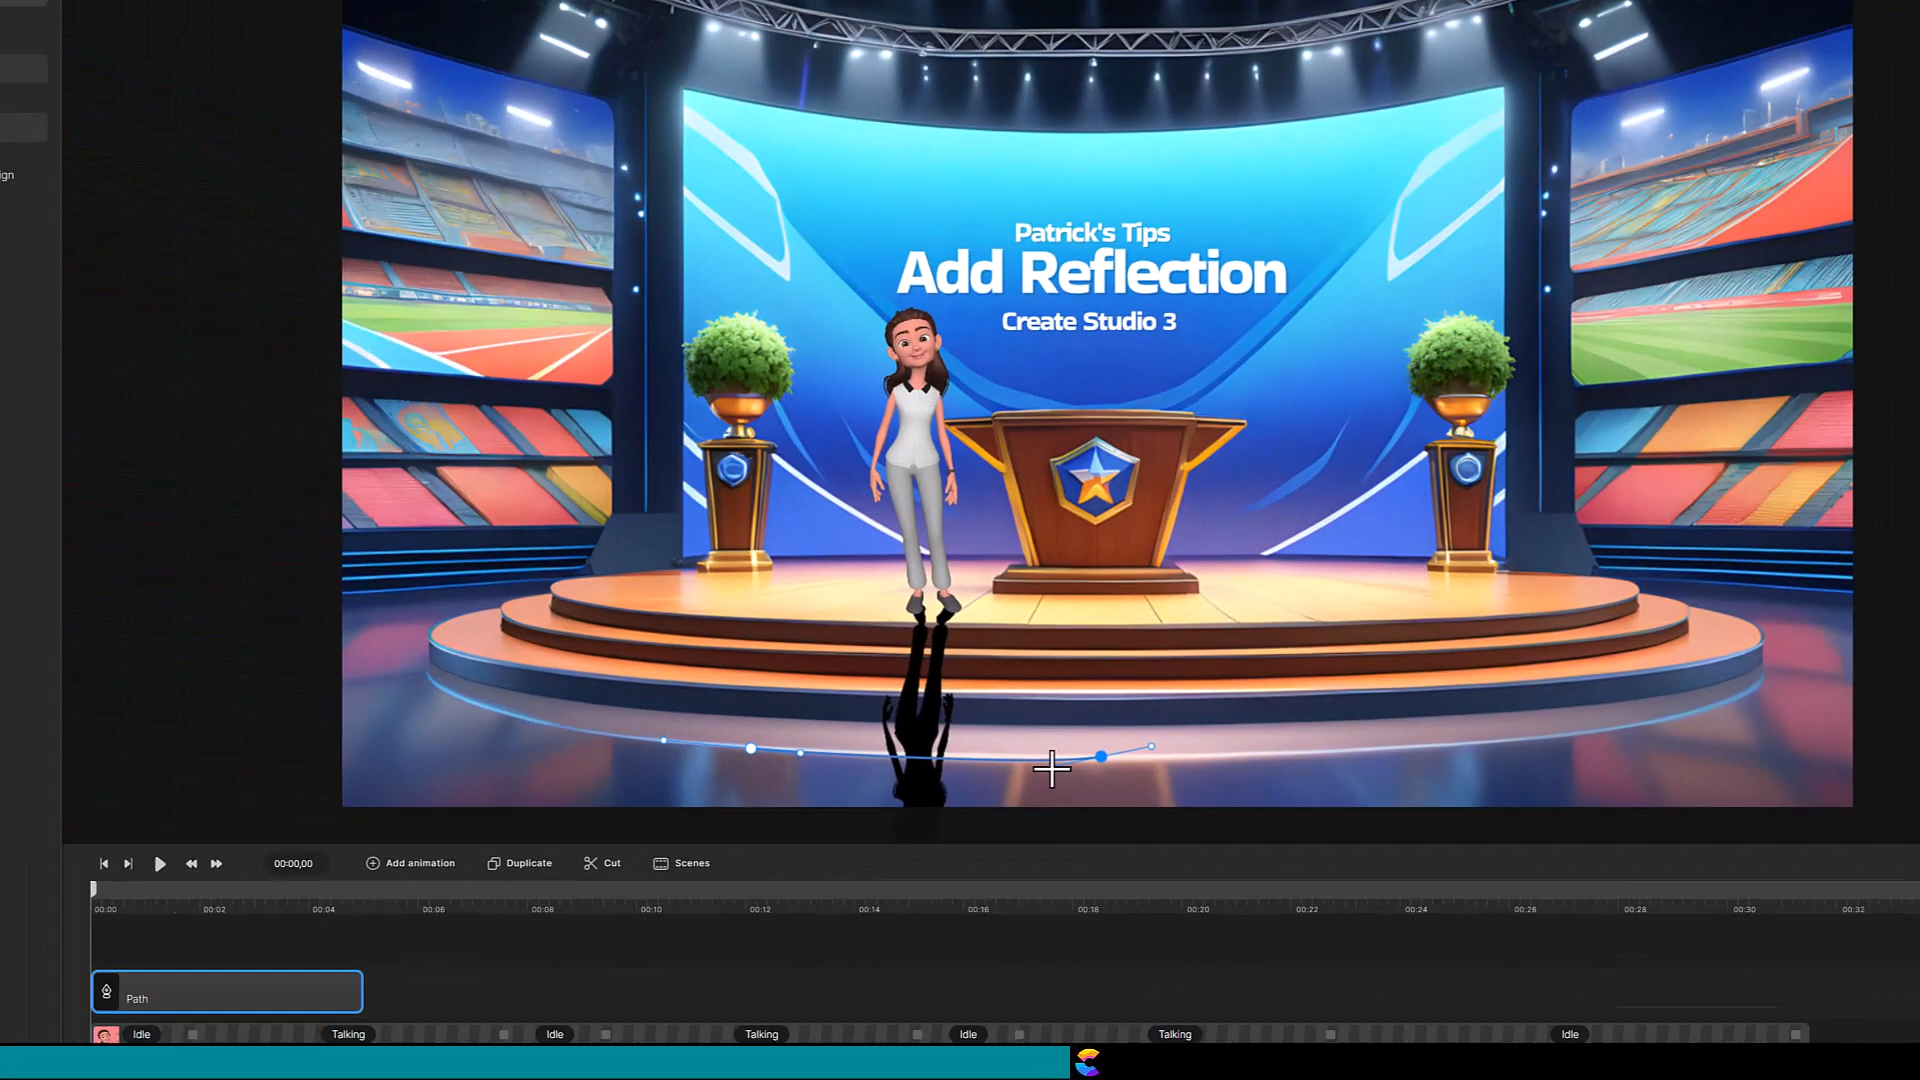 ign
Patrick's Tips
Add Reflection
Create Studio 3
00:00,00
Add animation
Duplicate
Cut
Scenes
00:00 00:02 00:04 00:06 00:08 00:10 00:12 00:14 00:16 00:18 00:20 00:22 00:24 00:26 00:28 00:30 00:32
Path
Idle Talking Idle Talking Idle Talking Idle